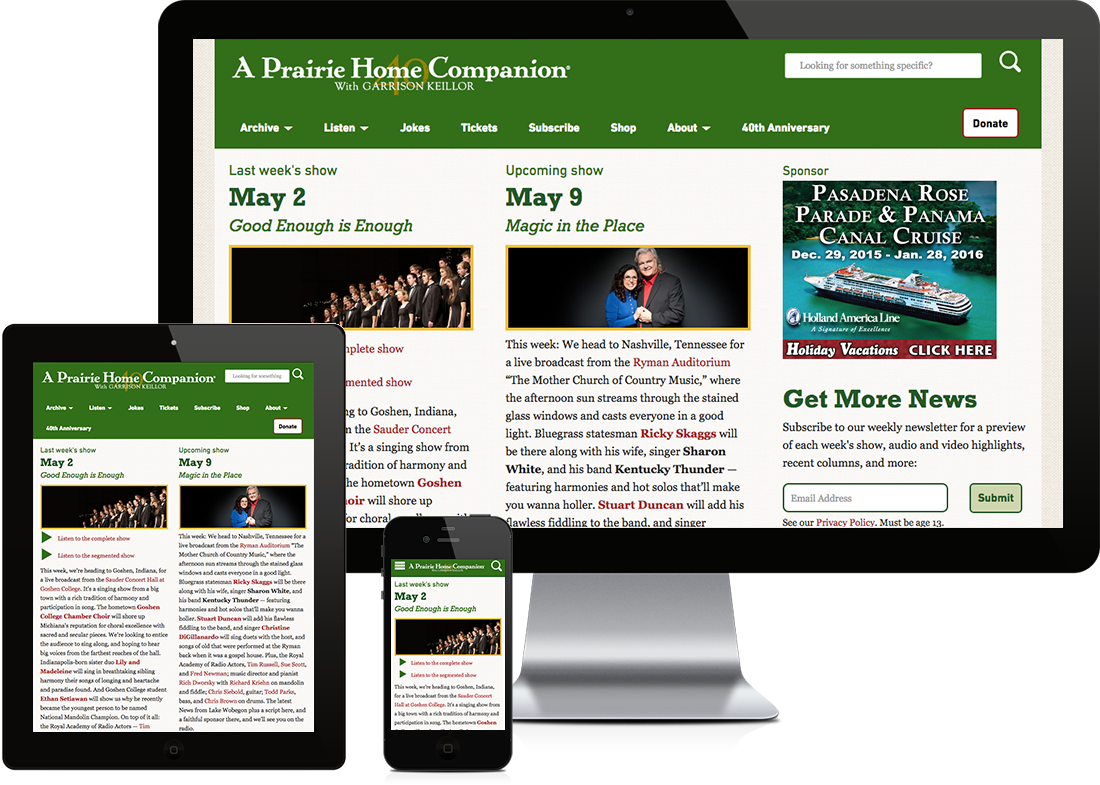 A Prairie Home Companion®
40
With GARRISON KEILLOR
Looking for something specific?
Archive
Listen
Jokes
Tickets
Subscribe
Shop
About
40th Anniversary
Donate
Last week's show
May 2
Good Enough is Enough
mplete show
mented show
ng to Goshen, Indiana,
m the Sauder Concert
. It's a singing show from
radition of harmony and
he hometown Goshen
oir will shore up
Upcoming show
May 9
Magic in the Place
This week: We head to Nashville, Tennessee for
a live broadcast from the Ryman Auditorium
“The Mother Church of Country Music,” where
the afternoon sun streams through the stained
glass windows and casts everyone in a good
light. Bluegrass statesman Ricky Skaggs will
be there along with his wife, singer Sharon
White, and his band Kentucky Thunder —
featuring harmonies and hot solos that’ll make
you wanna holler. Stuart Duncan will add his
flawless fiddling to the band, and singer
Sponsor
Pasadena Rose
Parade & Panama
Canal Cruise
Dec. 29, 2015 - Jan. 28, 2016
Holland America Line
A Signature of Excellence
Holiday Vacations CLICK HERE
Get More News
Subscribe to our weekly newsletter for a preview
of each week's show, audio and video highlights,
recent columns, and more:
Email Address
Submit
See our Privacy Policy. Must be age 13.
A Prairie Home Companion
40
With GARRISON KEILLOR
Looking for something
Archive
Listen
Jokes
Tickets
Subscribe
Shop
About
40th Anniversary
Donate
Last week's show
May 2
Good Enough is Enough
Listen to the complete show
Listen to the segmented show
This week, we're heading to Goshen, Indiana, for
a live broadcast from the Sauder Concert Hall at
Goshen College. It's a singing show from a big
town with a rich tradition of harmony and
participation in song. The hometown Goshen
College Chamber Choir will shore up
Michiana's reputation for choral excellence with
sacred and secular pieces. We're looking to entice
the audience to sing along, and hoping to hear
big voices from the farthest reaches of the hall.
Indianapolis-born sister duo Lily and
Madeleine will sing in breathtaking sibling
harmony their songs of longing and heartache
and paradise found. And Goshen College student
Ethan Setiawan will show us why he recently
became the youngest person to be named
National Mandolin Champion. On top of it all:
the Royal Academy of Radio Actors — Tim
Upcoming show
May 9
Magic in the Place
This week: We head to Nashville, Tennessee for a
live broadcast from the Ryman Auditorium “The
Mother Church of Country Music,” where the
afternoon sun streams through the stained glass
windows and casts everyone in a good light.
Bluegrass statesman Ricky Skaggs will be there
along with his wife, singer Sharon White, and
his band Kentucky Thunder — featuring
harmonies and hot solos that’ll make you wanna
holler. Stuart Duncan will add his flawless
fiddling to the band, and singer Christine
DiGillanardo will sing duets with the host, and
songs of old that were performed at the Ryman
back when it was a gospel house. Plus, the Royal
Academy of Radio Actors, Tim Russell, Sue Scott,
and Fred Newman; music director and pianist
Rich Dworsky with Richard Kriehn on mandolin
and fiddle; Chris Siebold, guitar; Todd Parks,
bass, and Chris Brown on drums. The latest
News from Lake Wobegon plus a script here, and
a faithful sponsor there, and we'll see you on the
radio.
A Prairie Home Companion
Last week's show
May 2
Good Enough is Enough
Listen to the complete show
Listen to the segmented show
This week, we're heading to Goshen, Indiana,
for a live broadcast from the Sauder Concert
Hall at Goshen College. It's a singing show from
a big town with a rich tradition of harmony and
participation in song. The hometown Goshen